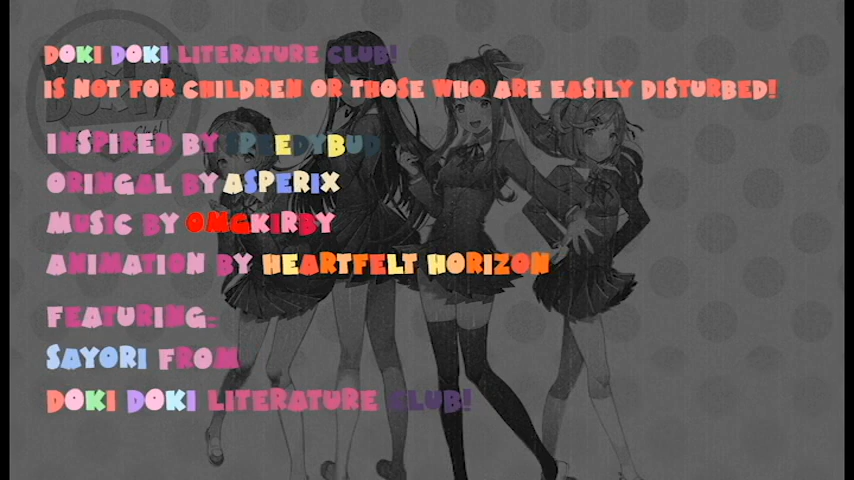 DOKI DOKI LITERATURE CLUB!
IS NOT FOR CHILDREN OR THOSE WHO ARE EASILY DISTURBED!
INSPIRED BY SPEEDYBUD
ORINGAL BY ASPERIX
MUSIC BY OMGKIRBY
ANIMATION BY HEARTFELT HORIZON
FEATURING:
SAYORI FROM
DOKI DOKI LITERATURE CLUB!